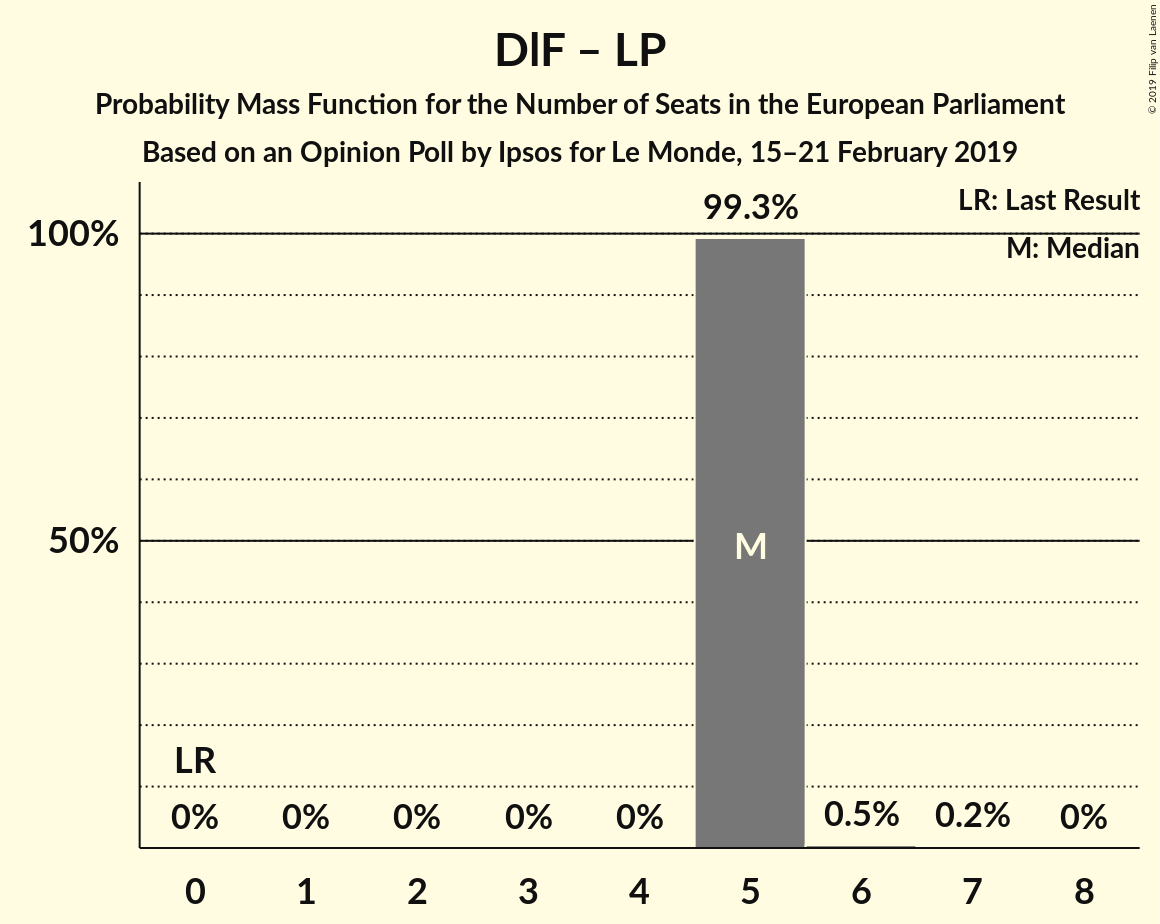 DlF – LP
Probability Mass Function for the Number of Seats in the European Parliament
Based on an Opinion Poll by Ipsos for Le Monde, 15–21 February 2019
© 2019 Filip van Laenen
LR: Last Result
M: Median
99.3%
100%
50%
M
LR
0% 0% 0% 0% 0% 0.5% 0.2% 0%
0 1 2 3 4 5 6 7 8